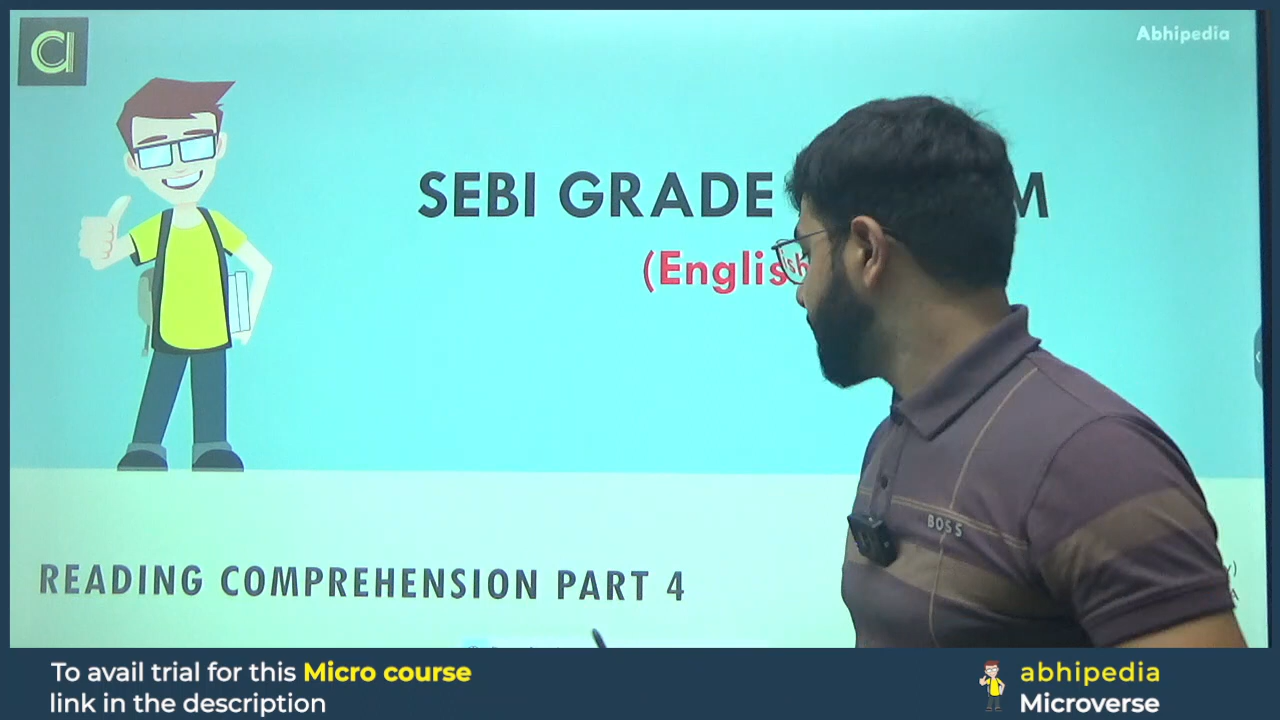 Abhipedia
SEBI GRADE M
(English
BOSS
READING COMPREHENSION PART 4
To avail trial for this Micro course
link in the description
abhipedia
Microverse